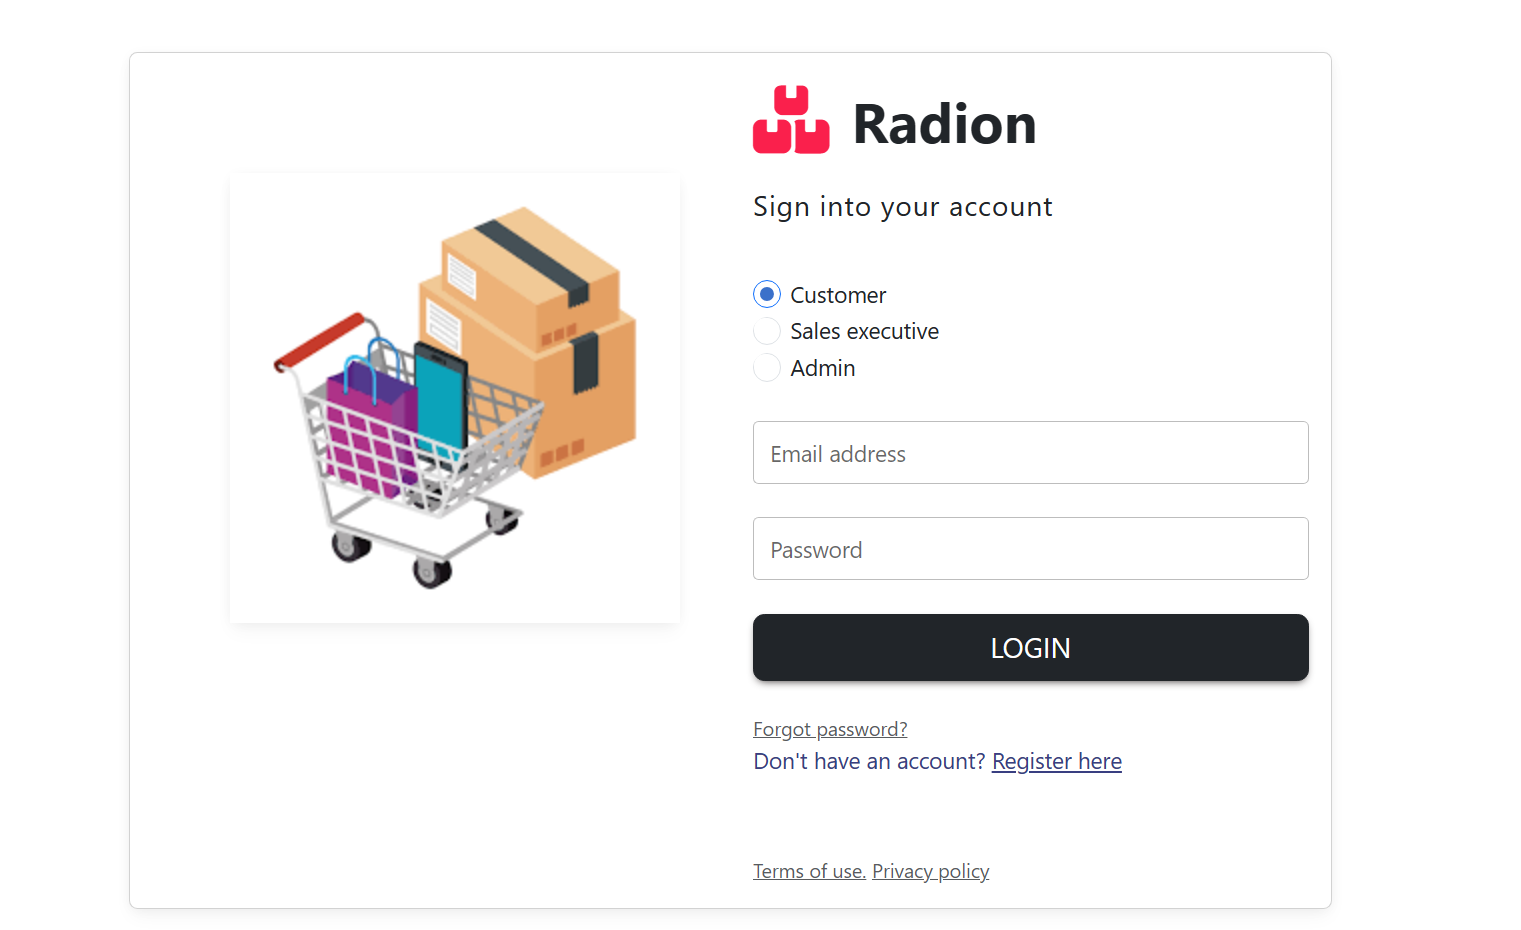 Radion
Sign into your account
Customer
Sales executive
Admin
Email address
Password
LOGIN
Forgot password?
Don't have an account? Register here
Terms of use. Privacy policy